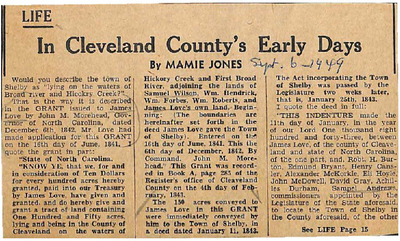 LIFE
In Cleveland County's Early Days
By MAMIE JONES
Sept. 6-1949
Would you describe the town of
Shelby as "lying on the waters of
Broad river and Hickory Creek?"
That is the way it is described
in the GRANT issued to James
Love by John M. Morehead, Gov-
ernor of North Carolina, dated
December 6th, 1842. Mr. Love had
made application for this GRANT
on the 16th day of June, 1841. I
quote the grant in part:
"State of North Carolina.
"KNOW YE, that we for and
in consideration of Ten Dollars
for every hundred acres hereby
granted, paid into our Treasury
by James Love, have given and
granted, and do hereby give and
grant a tract of land containing
One Hundred and Fifty acres,
lying and being in the County of
Cleveland on the waters of
Hickory Creek and First Broad
River, adjoining the lands of
Samuel Wilson, Wm. Hendrick,
Wm. Forbes, Wm. Roberts, and
James Love's own land. Begin-
ning: The boundaries are
hereinafter set forth in the
deed James Love gave the Town
of Shelby. Entered on the
16th day of June, 1841. This the
6th day of December, 1842. By
Command: John M. More-
head." This Grant was record-
ed in Book A, page 281 of the
Register's office of Cleveland
County on the 4th day of Feb-
ruary,
The 150 acres conveyed to
James Love in this GRANT
were immediately conveyed by
him to the Town of Shelby, in
a deed dated January 11, 1843.
The Act incorporating the Town
of Shelby was passed by the
Legislature two weeks later,
that is, January 25th, 1843.
I quote the deed in full:
"THIS INDENTURE made the
11th day of January, in the year
of our Lord One thousand eight
hundred and forty-three, between
James Love, of the county of Cleve-
land and state of North Carolina
of the one part, and, Robt. H. Bur-
ton, Edmund Bryant, Henry Cans-
ler, Alexander McKorkle, Eli Hoyle,
John McDowell, David Gray, Achil-
les Durham, Sampel Andrews,
commissioners appointed by the
Legislature of the State aforesaid
to locate the Town of Shelby in
the County aforesaid, of the other
See LIFE Page 15